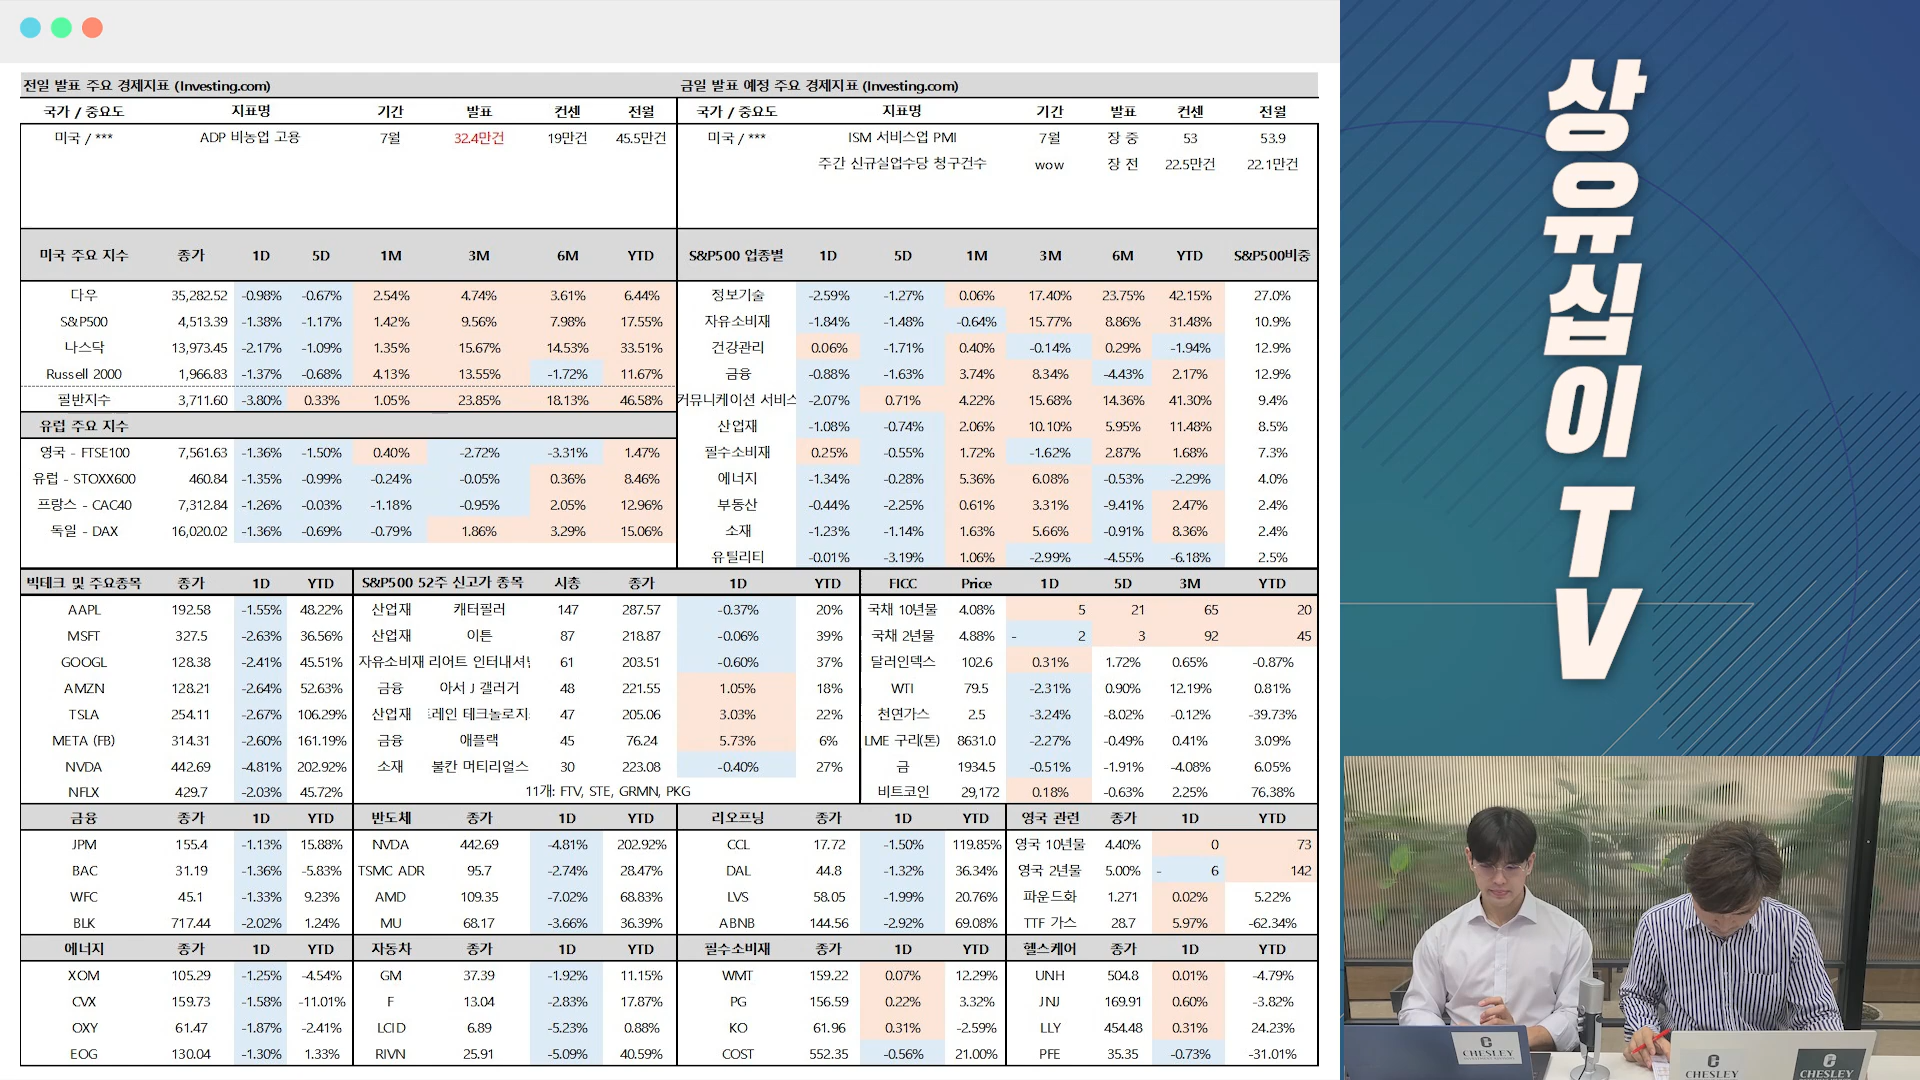 전일 발표 주요 경제지표 (Investing.com)
국가 / 중요도 지표명 기간 발표 컨센 전월
미국 / *** ADP 비농업 고용 7월 32.4만건 19만건 45.5만건
금일 발표 예정 주요 경제지표 (Investing.com)
국가 / 중요도 지표명 기간 발표 컨센 전월
미국 / *** ISM 서비스업 PMI 7월 장 중 53 53.9
주간 신규실업수당 청구건수 wow 장 전 22.5만건 22.1만건
미국 주요 지수 종가 1D 5D 1M 3M 6M YTD
다우 35,282.52 -0.98% -0.67% 2.54% 4.74% 3.61% 6.44%
S&P500 4,513.39 -1.38% -1.17% 1.42% 9.56% 7.98% 17.55%
나스닥 13,973.45 -2.17% -1.09% 1.35% 15.67% 14.53% 33.51%
Russell 2000 1,966.83 -1.37% -0.68% 4.13% 13.55% -1.72% 11.67%
필반지수 3,711.60 -3.80% 0.33% 1.05% 23.85% 18.13% 46.58%
유럽 주요 지수
영국 - FTSE100 7,561.63 -1.36% -1.50% 0.40% -2.72% -3.31% 1.47%
유럽 - STOXX600 460.84 -1.35% -0.99% -0.24% -0.05% 0.36% 8.46%
프랑스 - CAC40 7,312.84 -1.26% -0.03% -1.18% -0.95% 2.05% 12.96%
독일 - DAX 16,020.02 -1.36% -0.69% -0.79% 1.86% 3.29% 15.06%
S&P500 업종별 1D 5D 1M 3M 6M YTD S&P500비중
정보기술 -2.59% -1.27% 0.06% 17.40% 23.75% 42.15% 27.0%
자유소비재 -1.84% -1.48% -0.64% 15.77% 8.86% 31.48% 10.9%
건강관리 0.06% -1.71% 0.40% -0.14% 0.29% -1.94% 12.9%
금융 -0.88% -1.63% 3.74% 8.34% -4.43% 2.17% 12.9%
커뮤니케이션 서비스 -2.07% 0.71% 4.22% 15.68% 14.36% 41.30% 9.4%
산업재 -1.08% -0.74% 2.06% 10.10% 5.95% 11.48% 8.5%
필수소비재 0.25% -0.55% 1.72% -1.62% 2.87% 1.68% 7.3%
에너지 -1.34% -0.28% 5.36% 6.08% -0.53% -2.29% 4.0%
부동산 -0.44% -2.25% 0.61% 3.31% -9.41% 2.47% 2.4%
소재 -1.23% -1.14% 1.63% 5.66% -0.91% 8.36% 2.4%
유틸리티 -0.01% -3.19% 1.06% -2.99% -4.55% -6.18% 2.5%
빅테크 및 주요종목 종가 1D YTD
AAPL 192.58 -1.55% 48.22%
MSFT 327.5 -2.63% 36.56%
GOOGL 128.38 -2.41% 45.51%
AMZN 128.21 -2.64% 52.63%
TSLA 254.11 -2.67% 106.29%
META (FB) 314.31 -2.60% 161.19%
NVDA 442.69 -4.81% 202.92%
NFLX 429.7 -2.03% 45.72%
S&P500 52주 신고가 종목 시총 종가 1D YTD
산업재 캐터필러 147 287.57 -0.37% 20%
산업재 이튼 87 218.87 -0.06% 39%
자유소비재 리어트 인터내셔 61 203.51 -0.60% 37%
금융 아서 J 갤러거 48 221.55 1.05% 18%
산업재 레인 테크놀로지 47 205.06 3.03% 22%
금융 애플랙 45 76.24 5.73% 6%
소재 불칸 머티리얼스 30 223.08 -0.40% 27%
11개: FTV, STE, GRMN, PKG
FICC Price 1D 5D 3M YTD
국채 10년물 4.08% 5 21 65 20
국채 2년물 4.88% - 2 3 92 45
달러인덱스 102.6 0.31% 1.72% 0.65% -0.87%
WTI 79.5 -2.31% 0.90% 12.19% 0.81%
천연가스 2.5 -3.24% -8.02% -0.12% -39.73%
LME 구리(톤) 8631.0 -2.27% -0.49% 0.41% 3.09%
금 1934.5 -0.51% -1.91% -4.08% 6.05%
비트코인 29,172 0.18% -0.63% 2.25% 76.38%
금융 종가 1D YTD
JPM 155.4 -1.13% 15.88%
BAC 31.19 -1.36% -5.83%
WFC 45.1 -1.33% 9.23%
BLK 717.44 -2.02% 1.24%
반도체 종가 1D YTD
NVDA 442.69 -4.81% 202.92%
TSMC ADR 95.7 -2.74% 28.47%
AMD 109.35 -7.02% 68.83%
MU 68.17 -3.66% 36.39%
리오프닝 종가 1D YTD
CCL 17.72 -1.50% 119.85%
DAL 44.8 -1.32% 36.34%
LVS 58.05 -1.99% 20.76%
ABNB 144.56 -2.92% 69.08%
영국 관련 종가 1D YTD
영국 10년물 4.40% 0 73
영국 2년물 5.00% - 6 142
파운드화 1.271 0.02% 5.22%
TTF 가스 28.7 5.97% -62.34%
에너지 종가 1D YTD
XOM 105.29 -1.25% -4.54%
CVX 159.73 -1.58% -11.01%
OXY 61.47 -1.87% -2.41%
EOG 130.04 -1.30% 1.33%
자동차 종가 1D YTD
GM 37.39 -1.92% 11.15%
F 13.04 -2.83% 17.87%
LCID 6.89 -5.23% 0.88%
RIVN 25.91 -5.09% 40.59%
필수소비재 종가 1D YTD
WMT 159.22 0.07% 12.29%
PG 156.59 0.22% 3.32%
KO 61.96 0.31% -2.59%
COST 552.35 -0.56% 21.00%
헬스케어 종가 1D YTD
UNH 504.8 0.01% -4.79%
JNJ 169.91 0.60% -3.82%
LLY 454.48 0.31% 24.23%
PFE 35.35 -0.73% -31.01%
상유십이 TV
CHESLEY
CHESLEY
CHESLEY